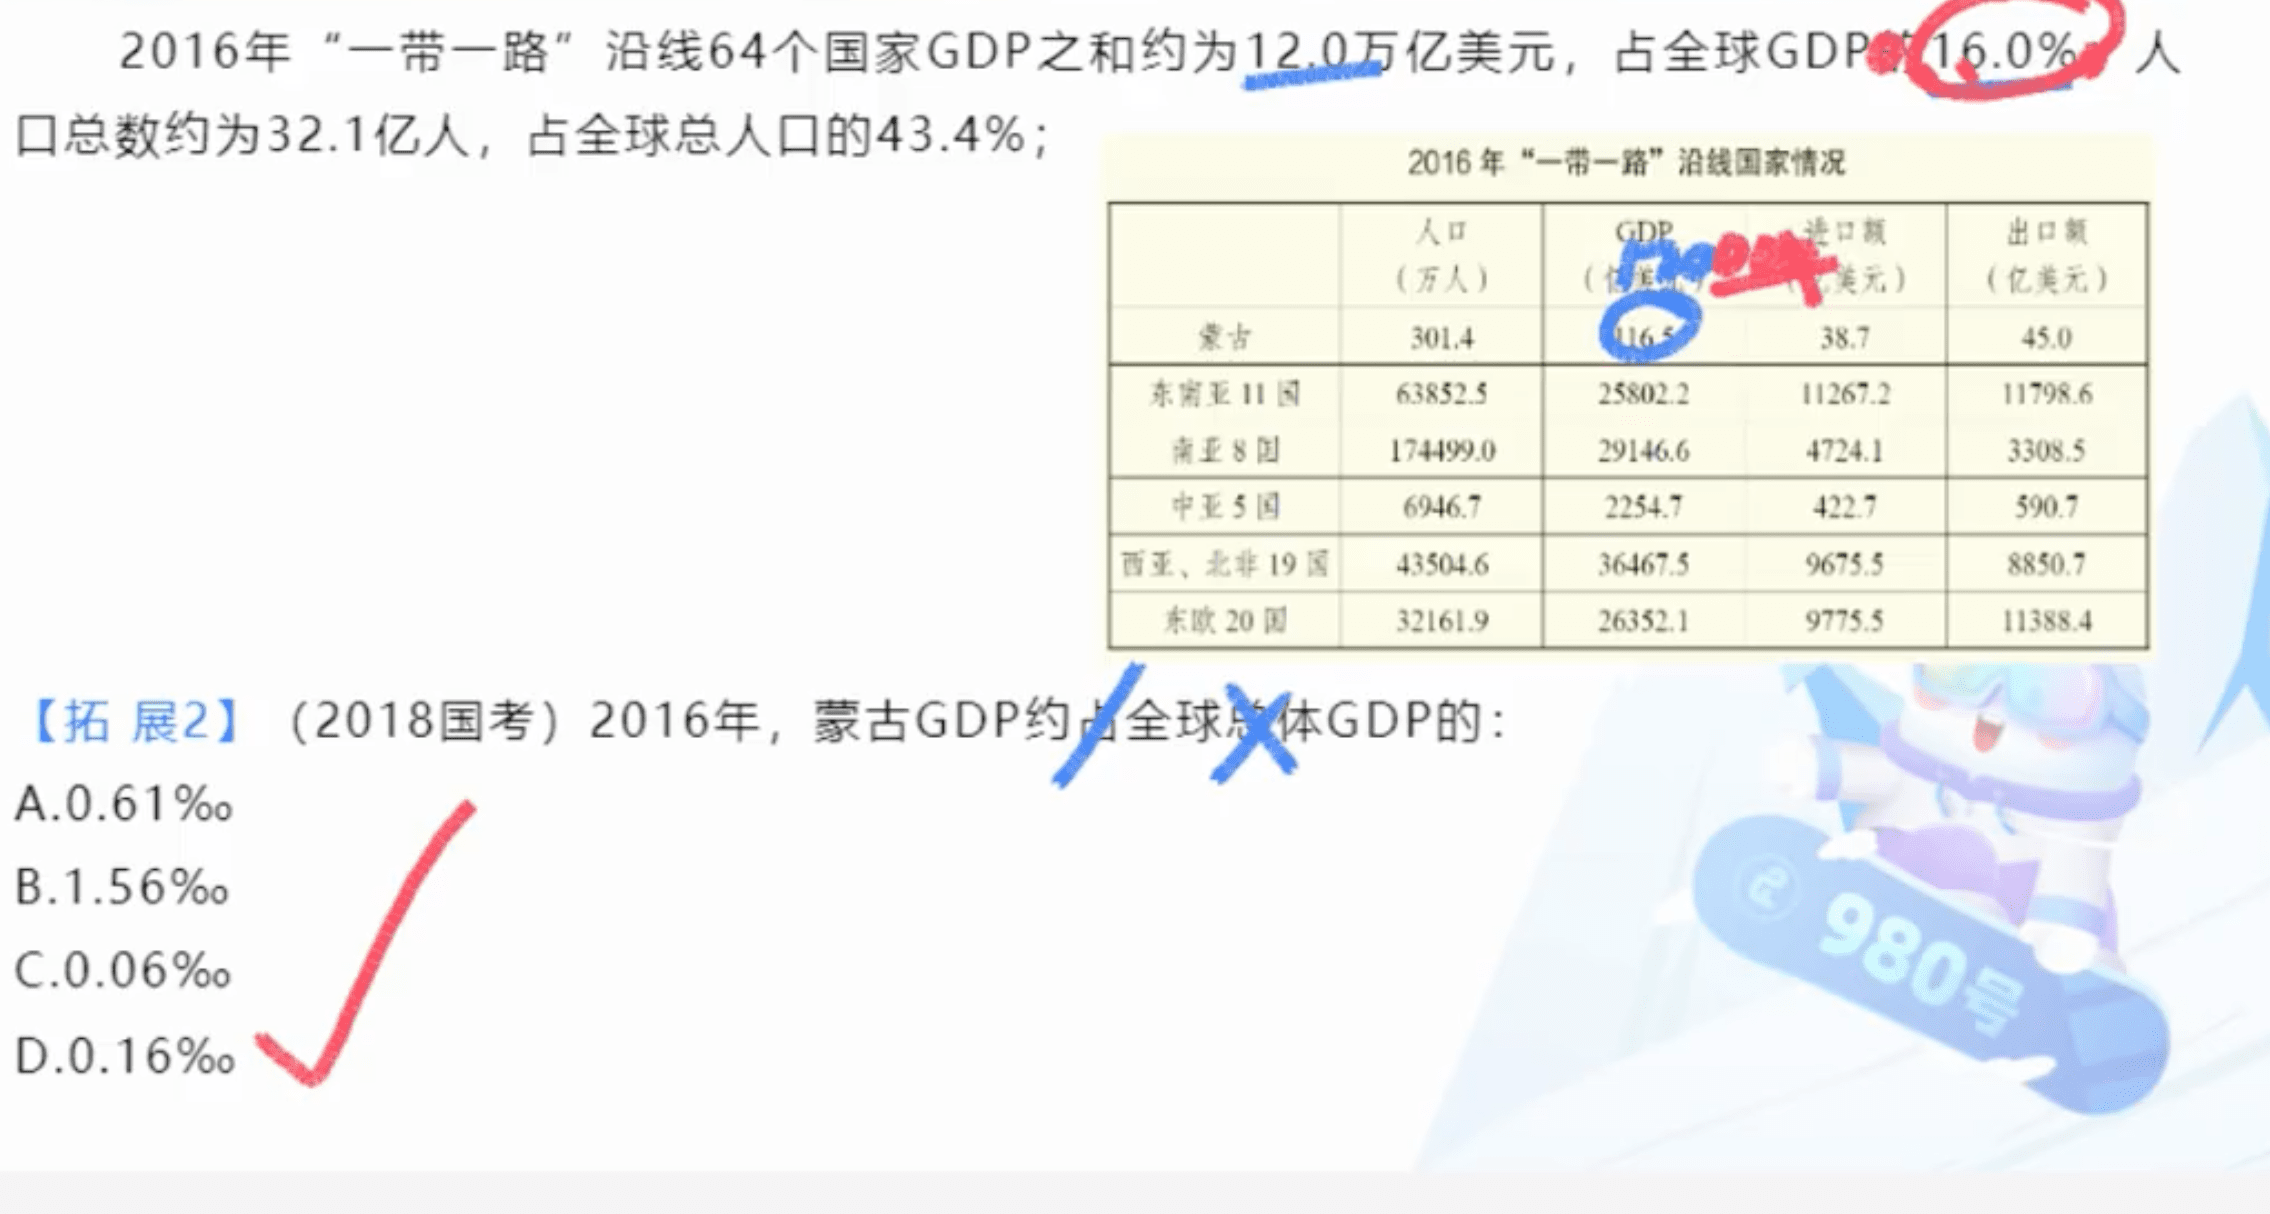 2016年“一带一路”沿线64个国家GDP之和约为12.0万亿美元，占全球GDP的16.0%，人
口总数约为32.1亿人，占全球总人口的43.4%；
2016 年“一带一路”沿线国家情况
人口 GDP 进口额 出口额
（万人） （亿美元） 美元） （亿美元）
蒙古 301.4 116.5 38.7 45.0
东南亚 11 国 63852.5 25802.2 11267.2 11798.6
南亚 8 国 174499.0 29146.6 4724.1 3308.5
中亚 5 国 6946.7 2254.7 422.7 590.7
西亚、北非 19 国 43504.6 36467.5 9675.5 8850.7
东欧 20 国 32161.9 26352.1 9775.5 11388.4
【拓 展2】（2018国考）2016年，蒙古GDP约占全球总体GDP的：
A.0.61‰
B.1.56‰
C.0.06‰
D.0.16‰
② 980号